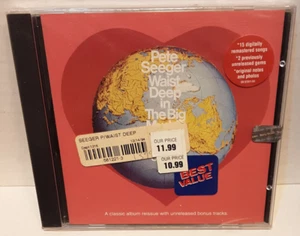 Pete
Seeger
Waist
Deep
in
The Big
*15 digitally
remastered songs
*2 previously
unreleased gems
*original notes
and photos
SEEGER P/WAIST DEEP
OUR PRICE
11.99
OUR PRICE
10.99
BEST
VALUE
A classic album reissue with unreleased bonus tracks